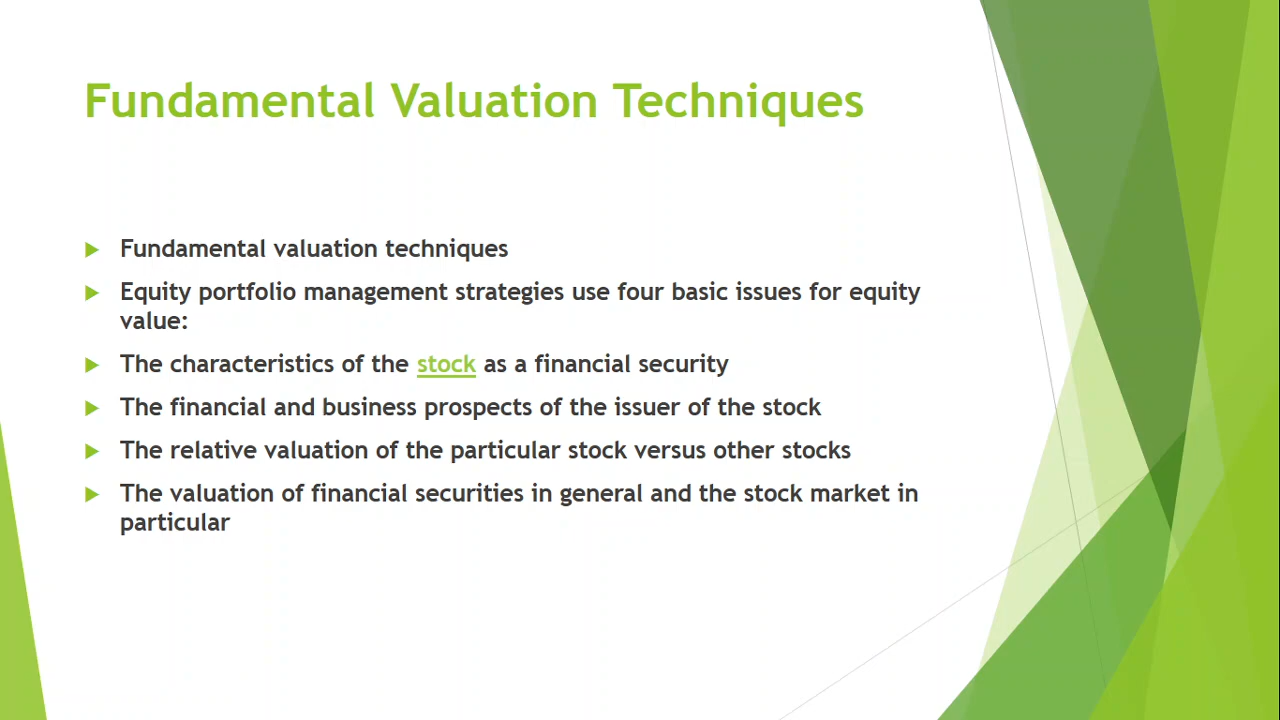 Fundamental Valuation Techniques
Fundamental valuation techniques
Equity portfolio management strategies use four basic issues for equity
value:
The characteristics of the stock as a financial security
The financial and business prospects of the issuer of the stock
The relative valuation of the particular stock versus other stocks
The valuation of financial securities in general and the stock market in
particular